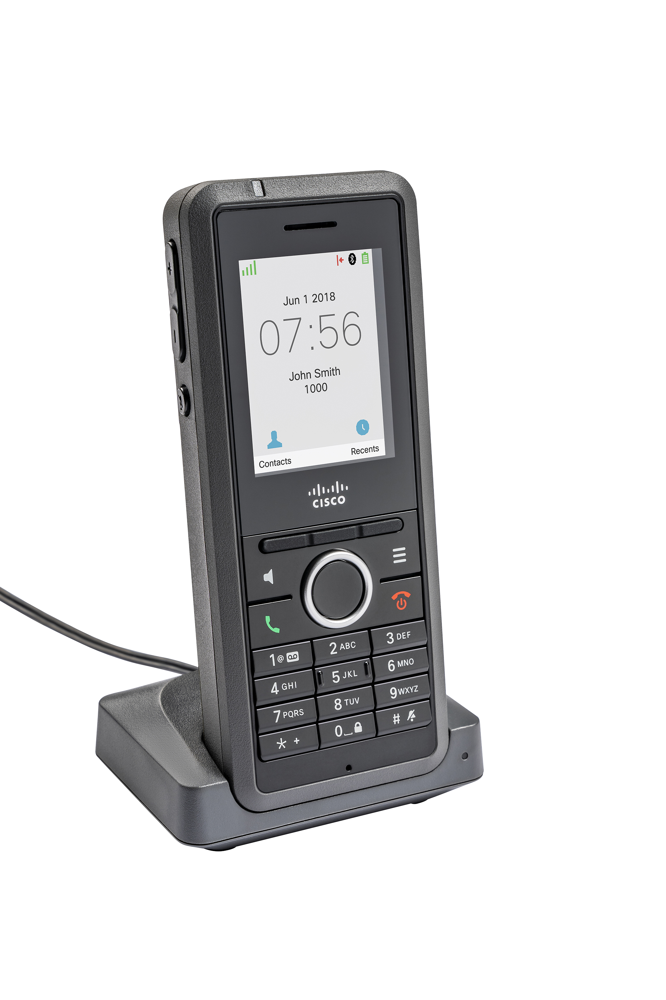 Jun 1 2018
07:56
John Smith
1000
Contacts Recents
CISCO
1 @ 2 ABC 3 DEF
4 GHI 5 JKL 6 MNO
7 PQRS 8 TUV 9 WXYZ
* + 0 #